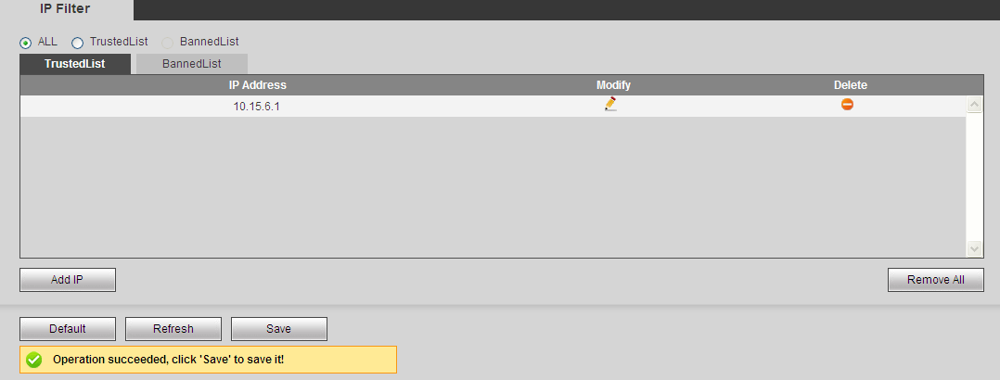 IP Filter
ALL TrustedList BannedList
TrustedList BannedList
IP Address Modify Delete
10.15.6.1
Add IP Remove All
Default Refresh Save
Operation succeeded, click 'Save' to save it!